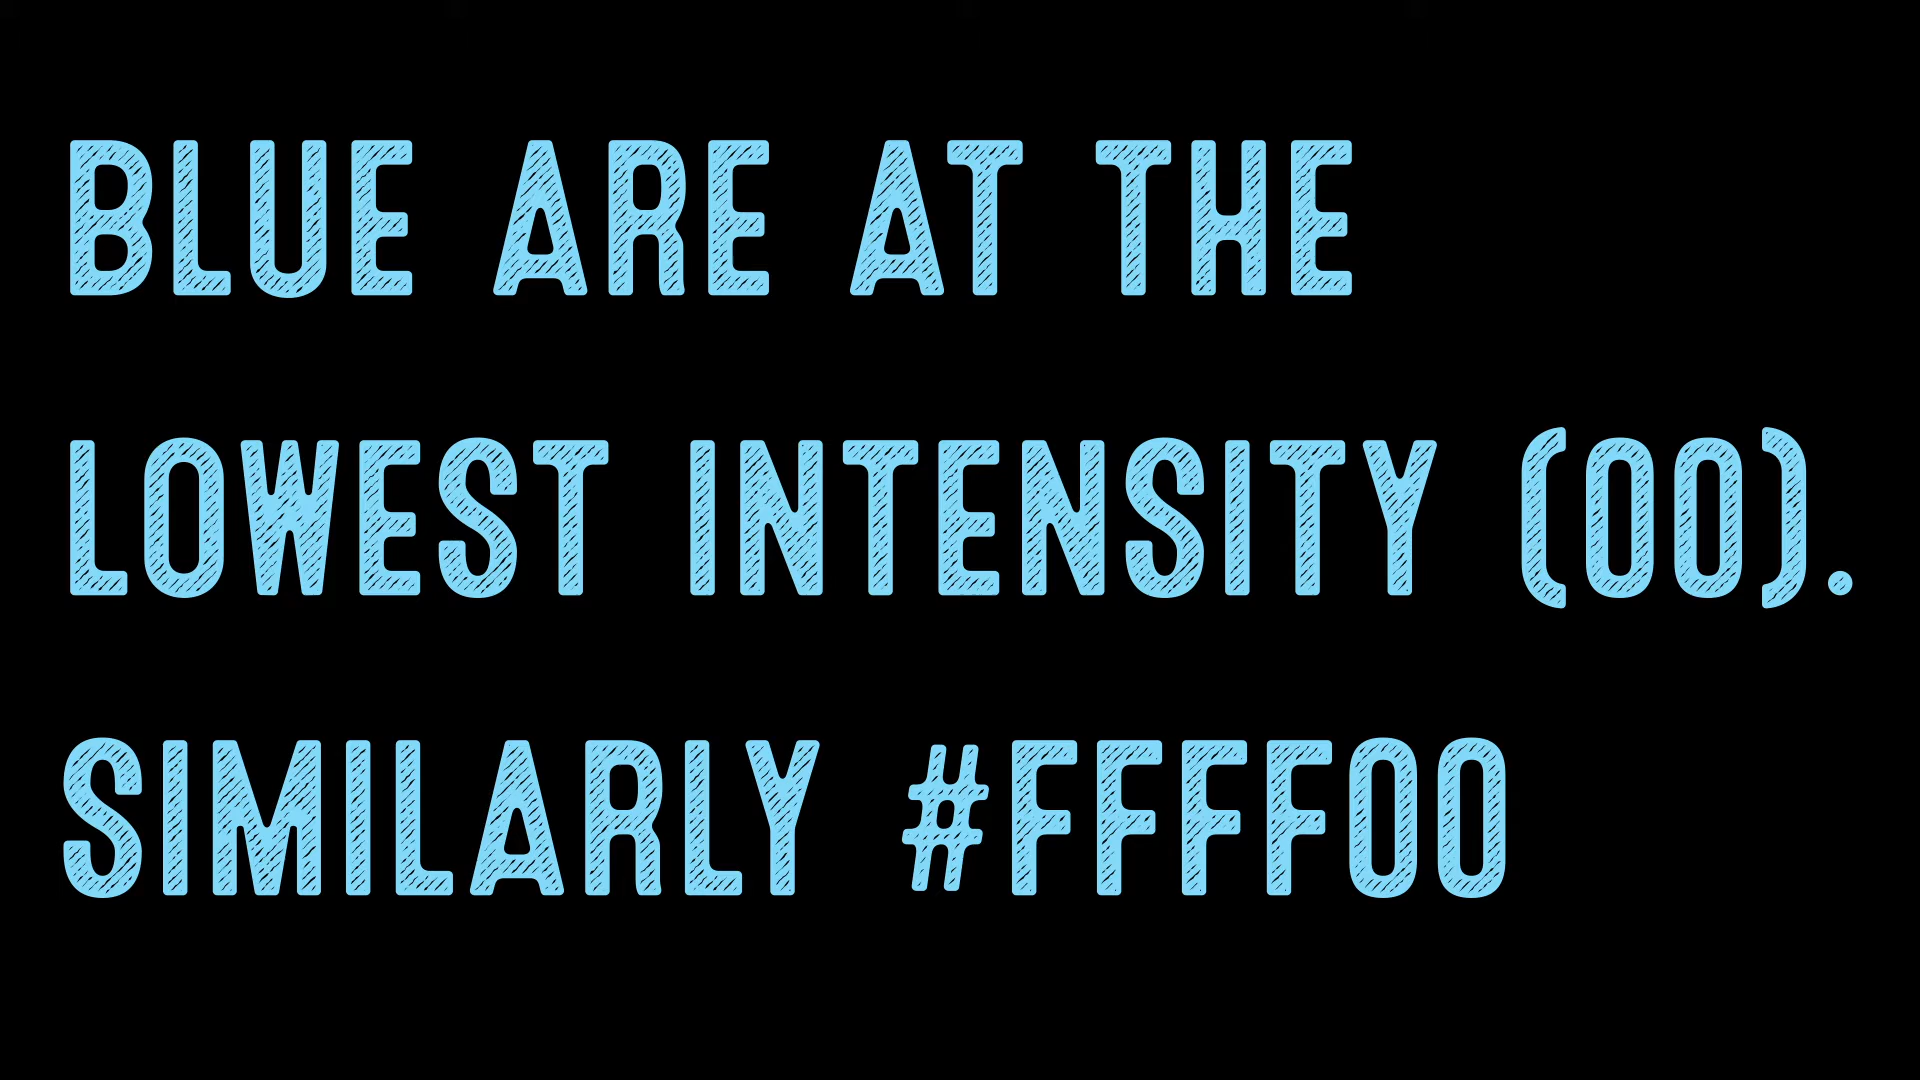 BLUE ARE AT THE
LOWEST INTENSITY (00).
SIMILARLY #FFFF00